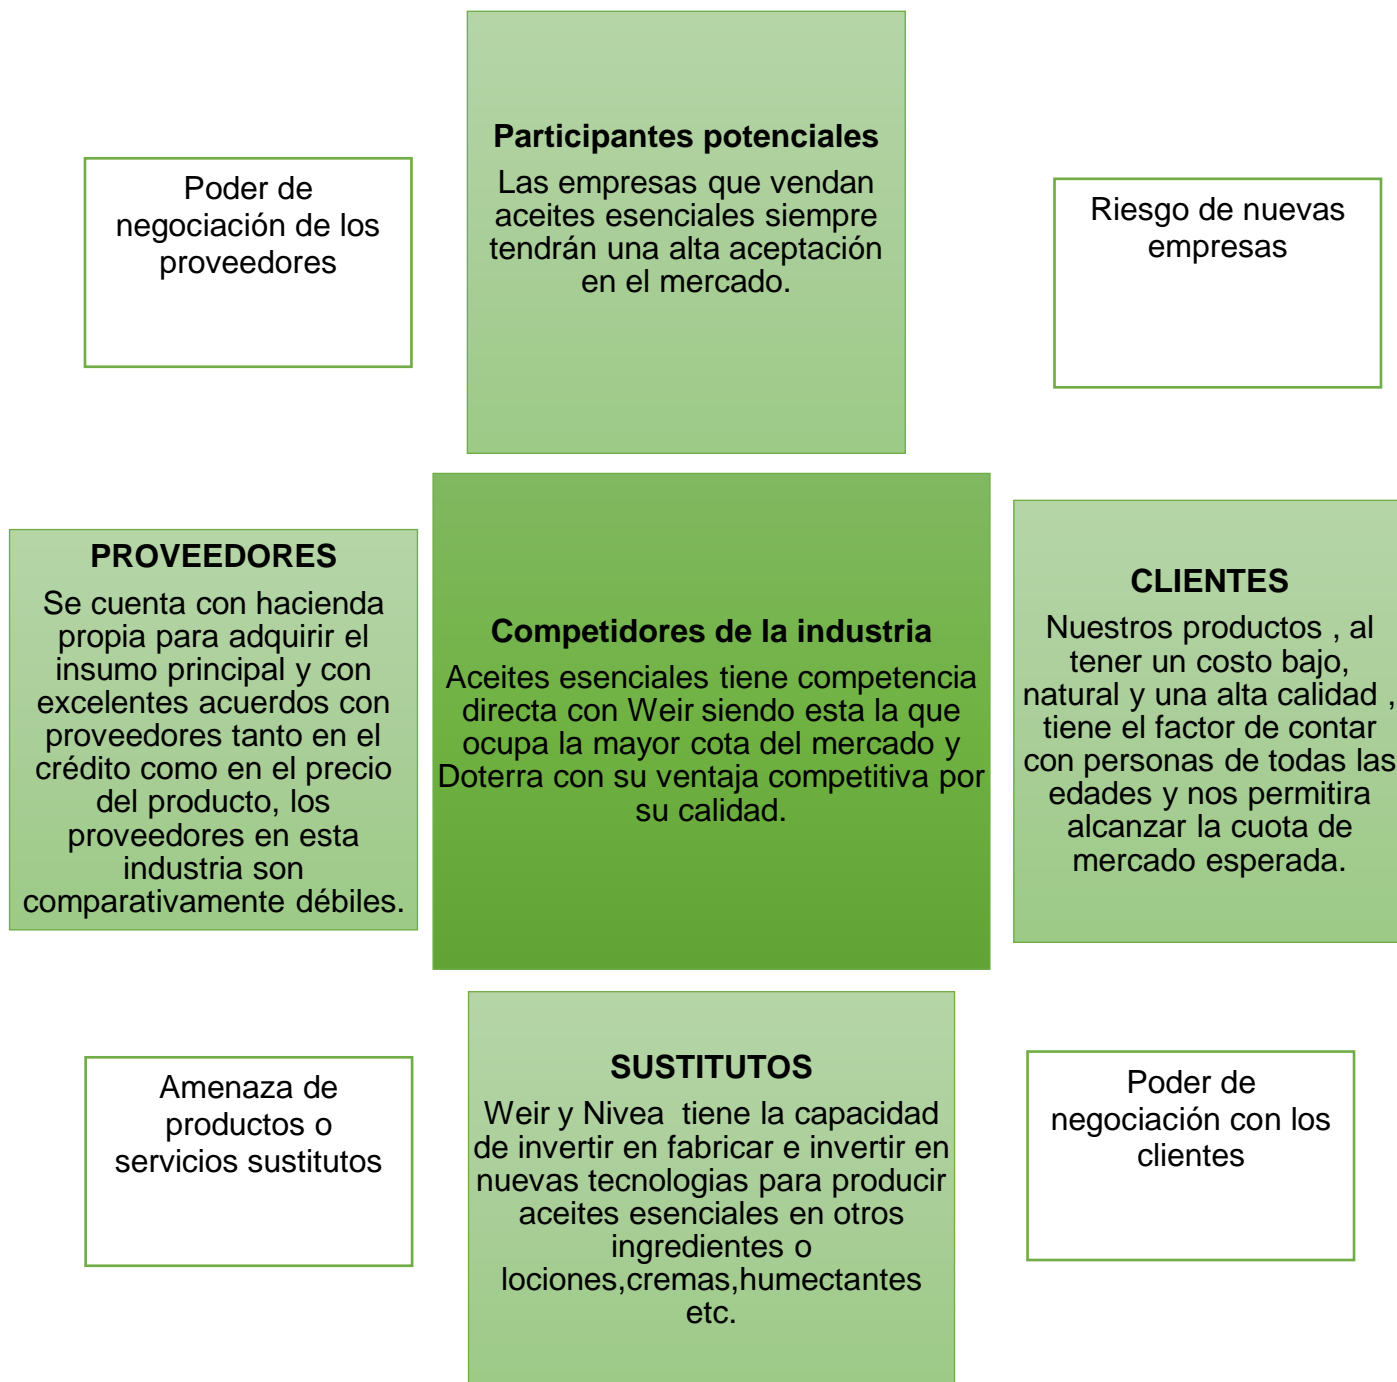 Participantes potenciales
Las empresas que vendan
aceites esenciales siempre
tendrán una alta aceptación
en el mercado.
Poder de
negociación de los
proveedores
Riesgo de nuevas
empresas
PROVEEDORES
Se cuenta con hacienda
propia para adquirir el
insumo principal y con
excelentes acuerdos con
proveedores tanto en el
crédito como en el precio
del producto, los
proveedores en esta
industria son
comparativamente débiles.
Competidores de la industria
Aceites esenciales tiene competencia
directa con Weir siendo esta la que
ocupa la mayor cota del mercado y
Doterra con su ventaja competitiva por
su calidad.
CLIENTES
Nuestros productos , al
tener un costo bajo,
natural y una alta calidad ,
tiene el factor de contar
con personas de todas las
edades y nos permitira
alcanzar la cuota de
mercado esperada.
Amenaza de
productos o
servicios sustitutos
SUSTITUTOS
Weir y Nivea  tiene la capacidad
de invertir en fabricar e invertir en
nuevas tecnologias para producir
aceites esenciales en otros
ingredientes o
lociones,cremas,humectantes
etc.
Poder de
negociación con los
clientes